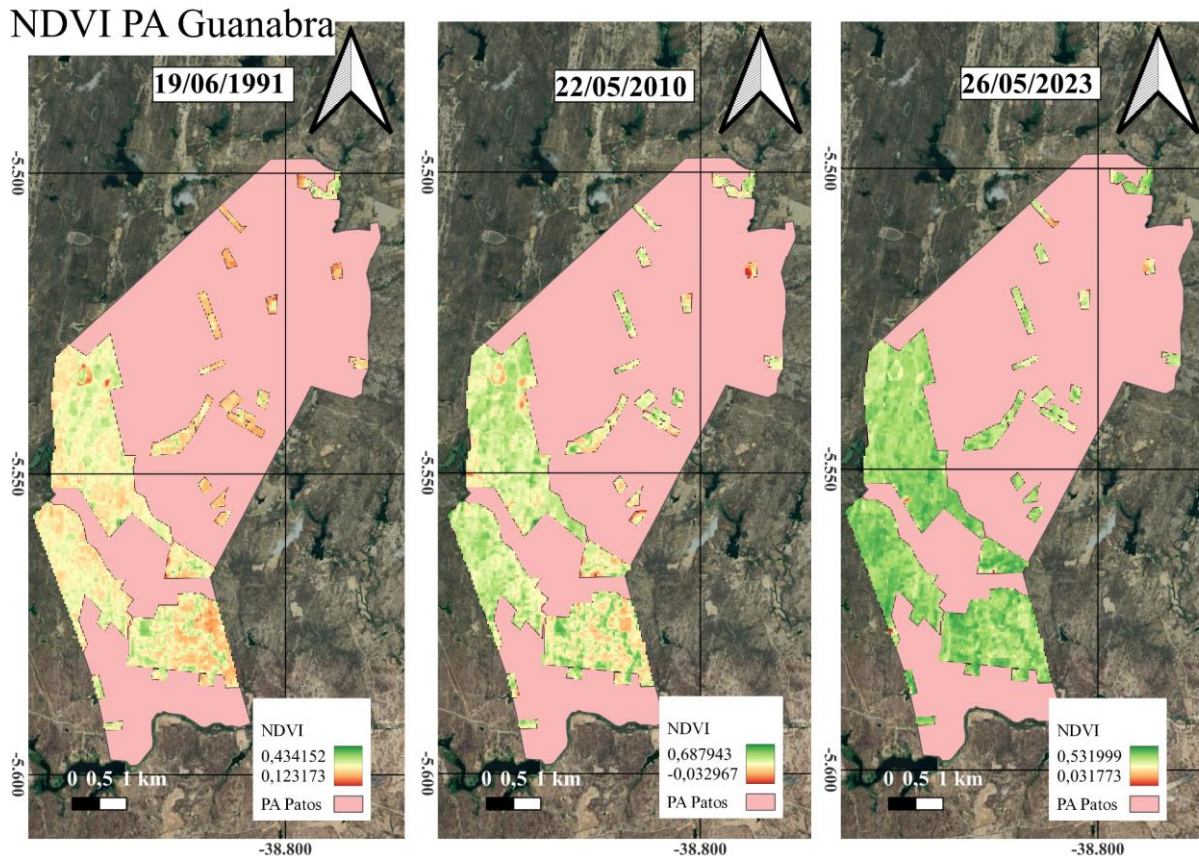 NDVI PA Guanabra
19/06/1991
-5.500
-5.550
-5.600
-38.800
0 0,5 1 km
NDVI
0,434152
0,123173
PA Patos
22/05/2010
-5.500
-5.550
-5.600
-38.800
0 0,5 1 km
NDVI
0,687943
-0,032967
PA Patos
26/05/2023
-5.500
-5.550
-5.600
-38.800
0 0,5 1 km
NDVI
0,531999
0,031773
PA Patos